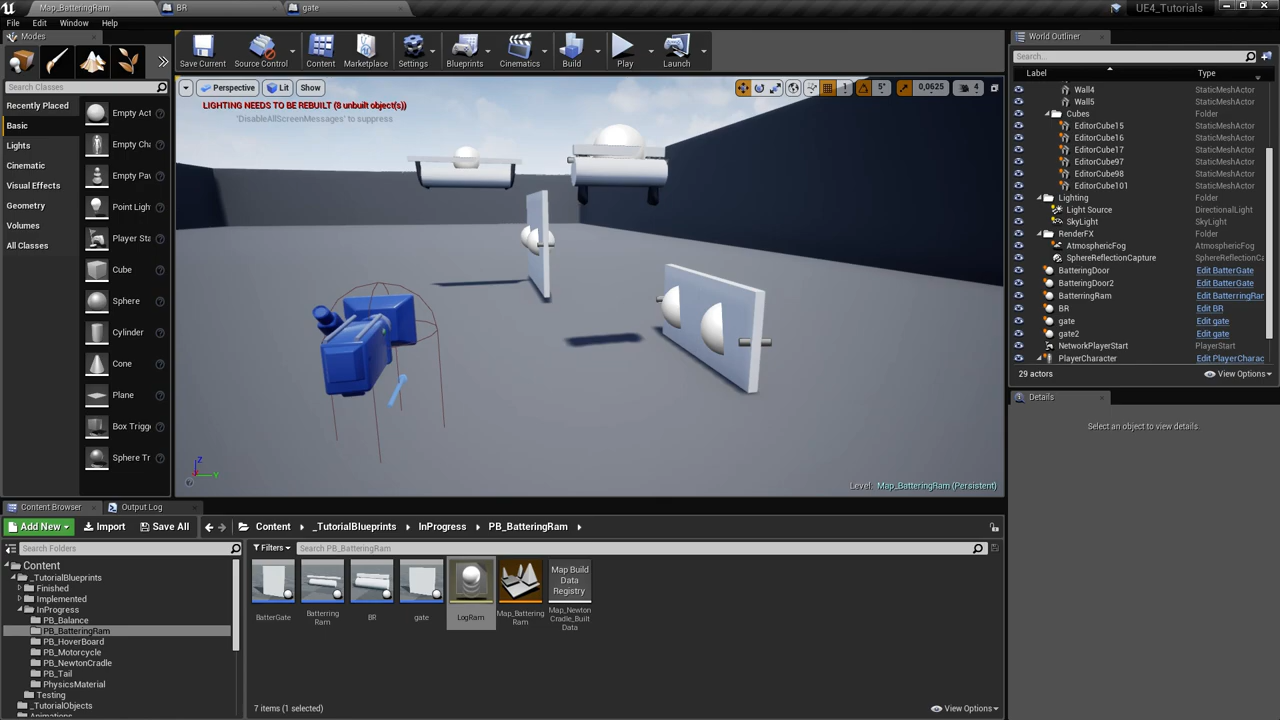 Map_BatteringRam
BR
gate
UE4_Tutorials
File Edit Window Help
Modes
Search Classes
Recently Placed
Basic
Lights
Cinematic
Visual Effects
Geometry
Volumes
All Classes
Empty Act
Empty Cha
Empty Paw
Point Ligh
Player Sta
Cube
Sphere
Cylinder
Cone
Plane
Box Trigge
Sphere Tr
Save Current
Source Control
Content
Marketplace
Settings
Blueprints
Cinematics
Build
Play
Launch
Perspective Lit Show
1 5° 0,0625 4
LIGHTING NEEDS TO BE REBUILT (8 unbuilt object(s))
'DisableAllScreenMessages' to suppress
Z
Y
Level: Map_BatteringRam (Persistent)
World Outliner
Search...
Label Type
Wall4 StaticMeshActor
Wall5 StaticMeshActor
Cubes Folder
EditorCube15 StaticMeshActor
EditorCube16 StaticMeshActor
EditorCube17 StaticMeshActor
EditorCube97 StaticMeshActor
EditorCube98 StaticMeshActor
EditorCube101 StaticMeshActor
Lighting Folder
Light Source DirectionalLight
SkyLight SkyLight
RenderFX Folder
AtmosphericFog AtmosphericFog
SphereReflectionCapture SphereReflectionCa
BatteringDoor Edit BatterGate
BatteringDoor2 Edit BatterGate
BatterringRam Edit BatterringRar
BR Edit BR
gate Edit gate
gate2 Edit gate
NetworkPlayerStart PlayerStart
PlayerCharacter Edit PlayerCharac
29 actors
View Options
Details
Select an object to view details.
Content Browser
Output Log
Add New Import Save All Content _TutorialBlueprints InProgress PB_BatteringRam
Search Folders
Filters
Search PB_BatteringRam
Content
_TutorialBlueprints
Finished
Implemented
InProgress
PB_Balance
PB_BatteringRam
PB_HoverBoard
PB_Motorcycle
PB_NewtonCradle
PB_Tail
PhysicsMaterial
Testing
_TutorialObjects
Animations
BatterGate
Batterring
Ram
BR
gate
LogRam
Map_Battering
Ram
Map Build
Data
Registry
Map_Newton
Cradle_Built
Data
7 items (1 selected)
View Options